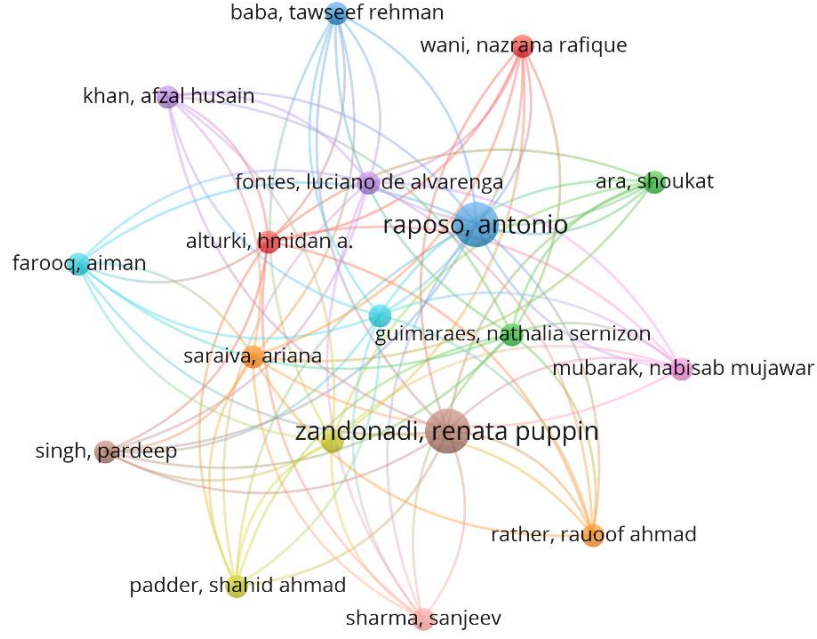 baba, tawseef rehman
wani, nazrana rafique
khan, afzal husain
fontes, luciano de alvarenga
ara, shoukat
raposo, antonio
alturki, hmidan a.
farooq, aiman
guimaraes, nathalia sernizon
saraiva, ariana
mubarak, nabisab mujawar
zandonadi, renata puppin
singh, pardeep
rather, rauoof ahmad
padder, shahid ahmad
sharma, sanjeev